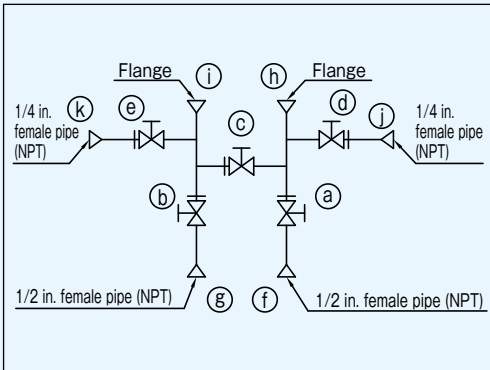 Flange
i
h
Flange
k
e
d
1/4 in.
female pipe
(NPT)
c
j
1/4 in.
female pipe
(NPT)
b
a
1/2 in. female pipe (NPT)
g
f
1/2 in. female pipe (NPT)